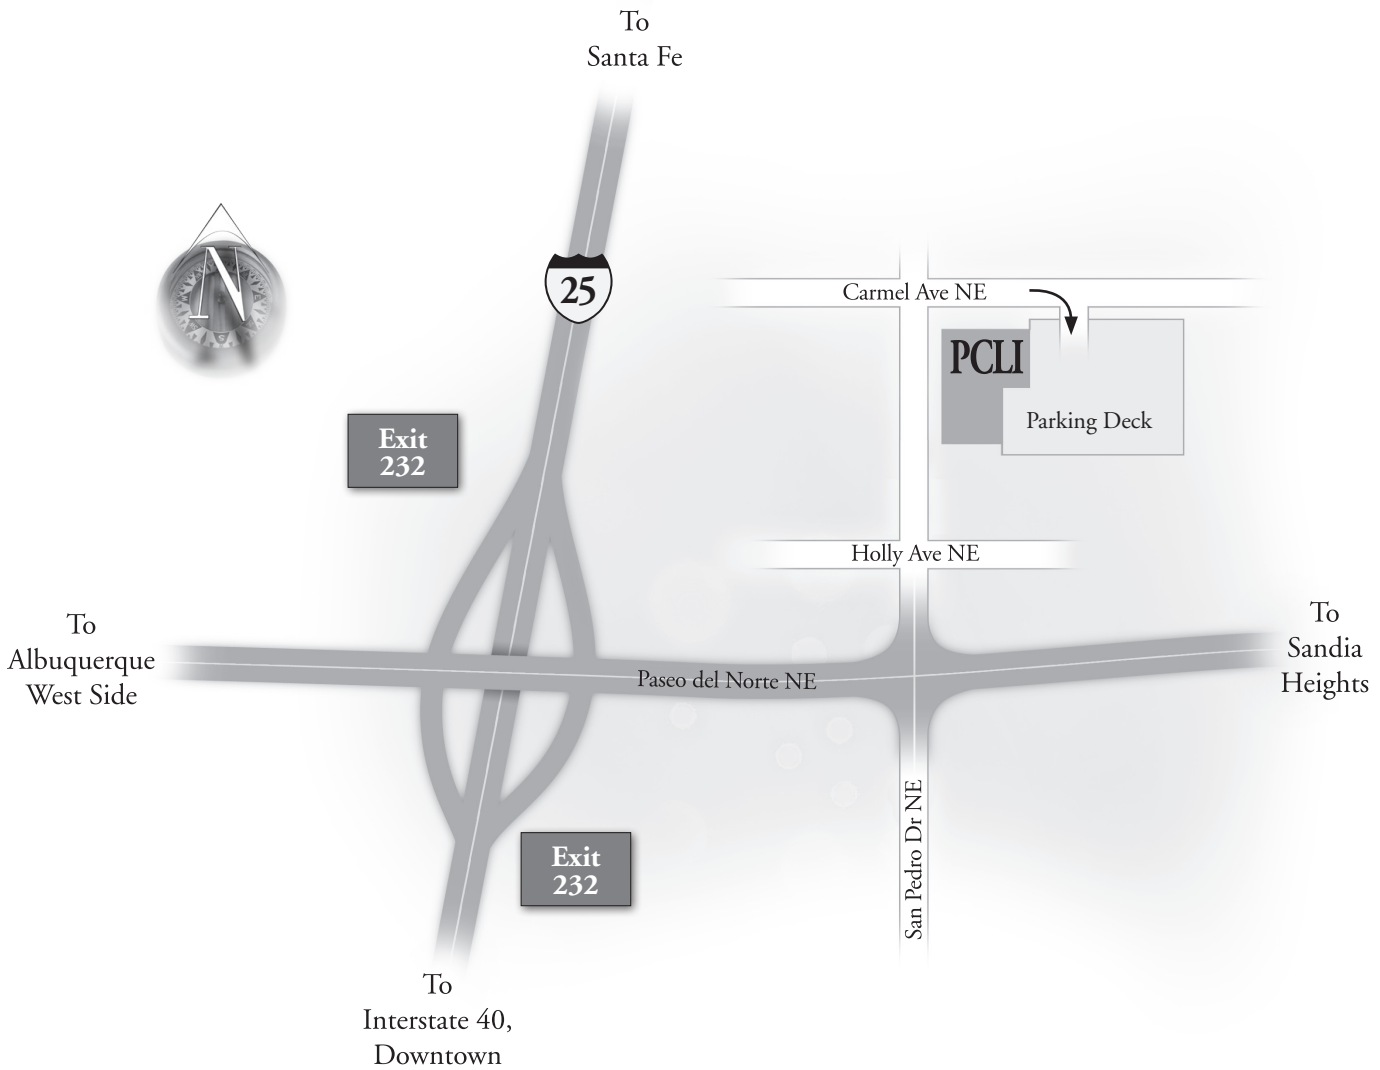 To
Santa Fe
N
25
Carmel Ave NE
PCLI
Parking Deck
Exit
232
Holly Ave NE
To
Albuquerque
West Side
To
Sandia
Heights
Paseo del Norte NE
San Pedro Dr NE
Exit
232
To
Interstate 40,
Downtown